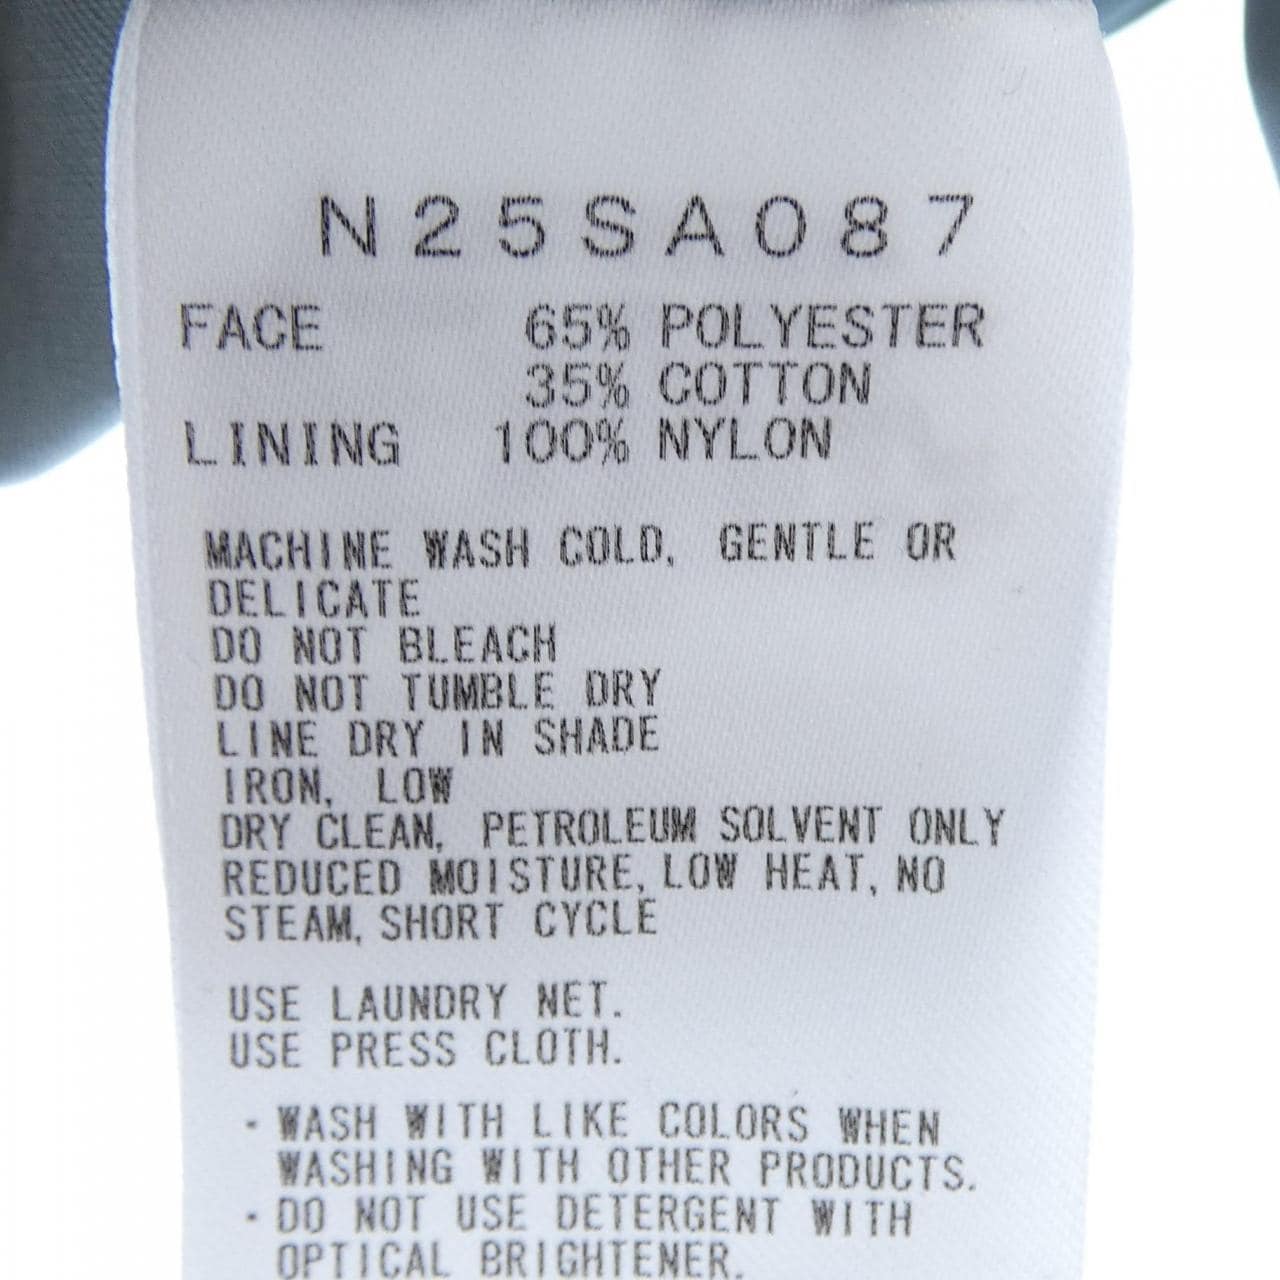 N25SA087
FACE 65% POLYESTER
35% COTTON
LINING 100% NYLON
MACHINE WASH COLD, GENTLE OR
DELICATE
DO NOT BLEACH
DO NOT TUMBLE DRY
LINE DRY IN SHADE
IRON, LOW
DRY CLEAN, PETROLEUM SOLVENT ONLY
REDUCED MOISTURE, LOW HEAT, NO
STEAM, SHORT CYCLE
USE LAUNDRY NET.
USE PRESS CLOTH.
- WASH WITH LIKE COLORS WHEN
WASHING WITH OTHER PRODUCTS.
- DO NOT USE DETERGENT WITH
OPTICAL BRIGHTENER.